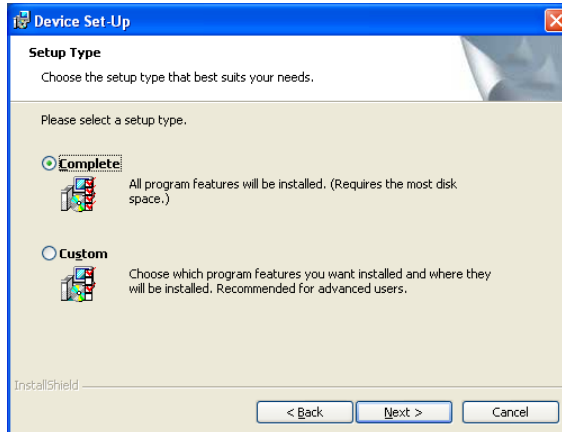 Device Set-Up
Setup Type
Choose the setup type that best suits your needs.
Please select a setup type.
Complete
All program features will be installed. (Requires the most disk
space.)
Custom
Choose which program features you want installed and where they
will be installed. Recommended for advanced users.
InstallShield
< Back Next > Cancel